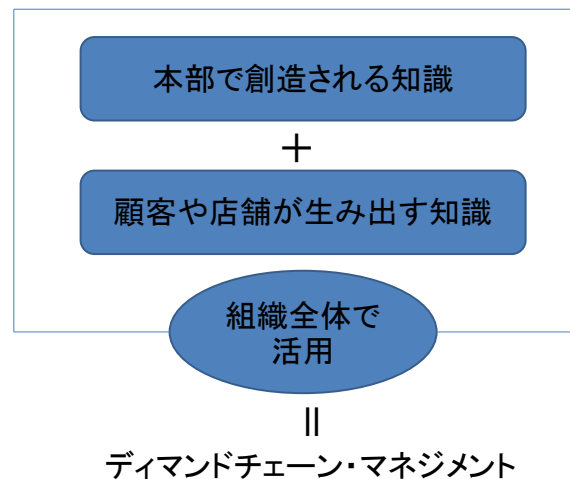 本部で創造される知識
＋
顧客や店舗が生み出す知識
組織全体で
活用
＝
ディマンドチェーン・マネジメント